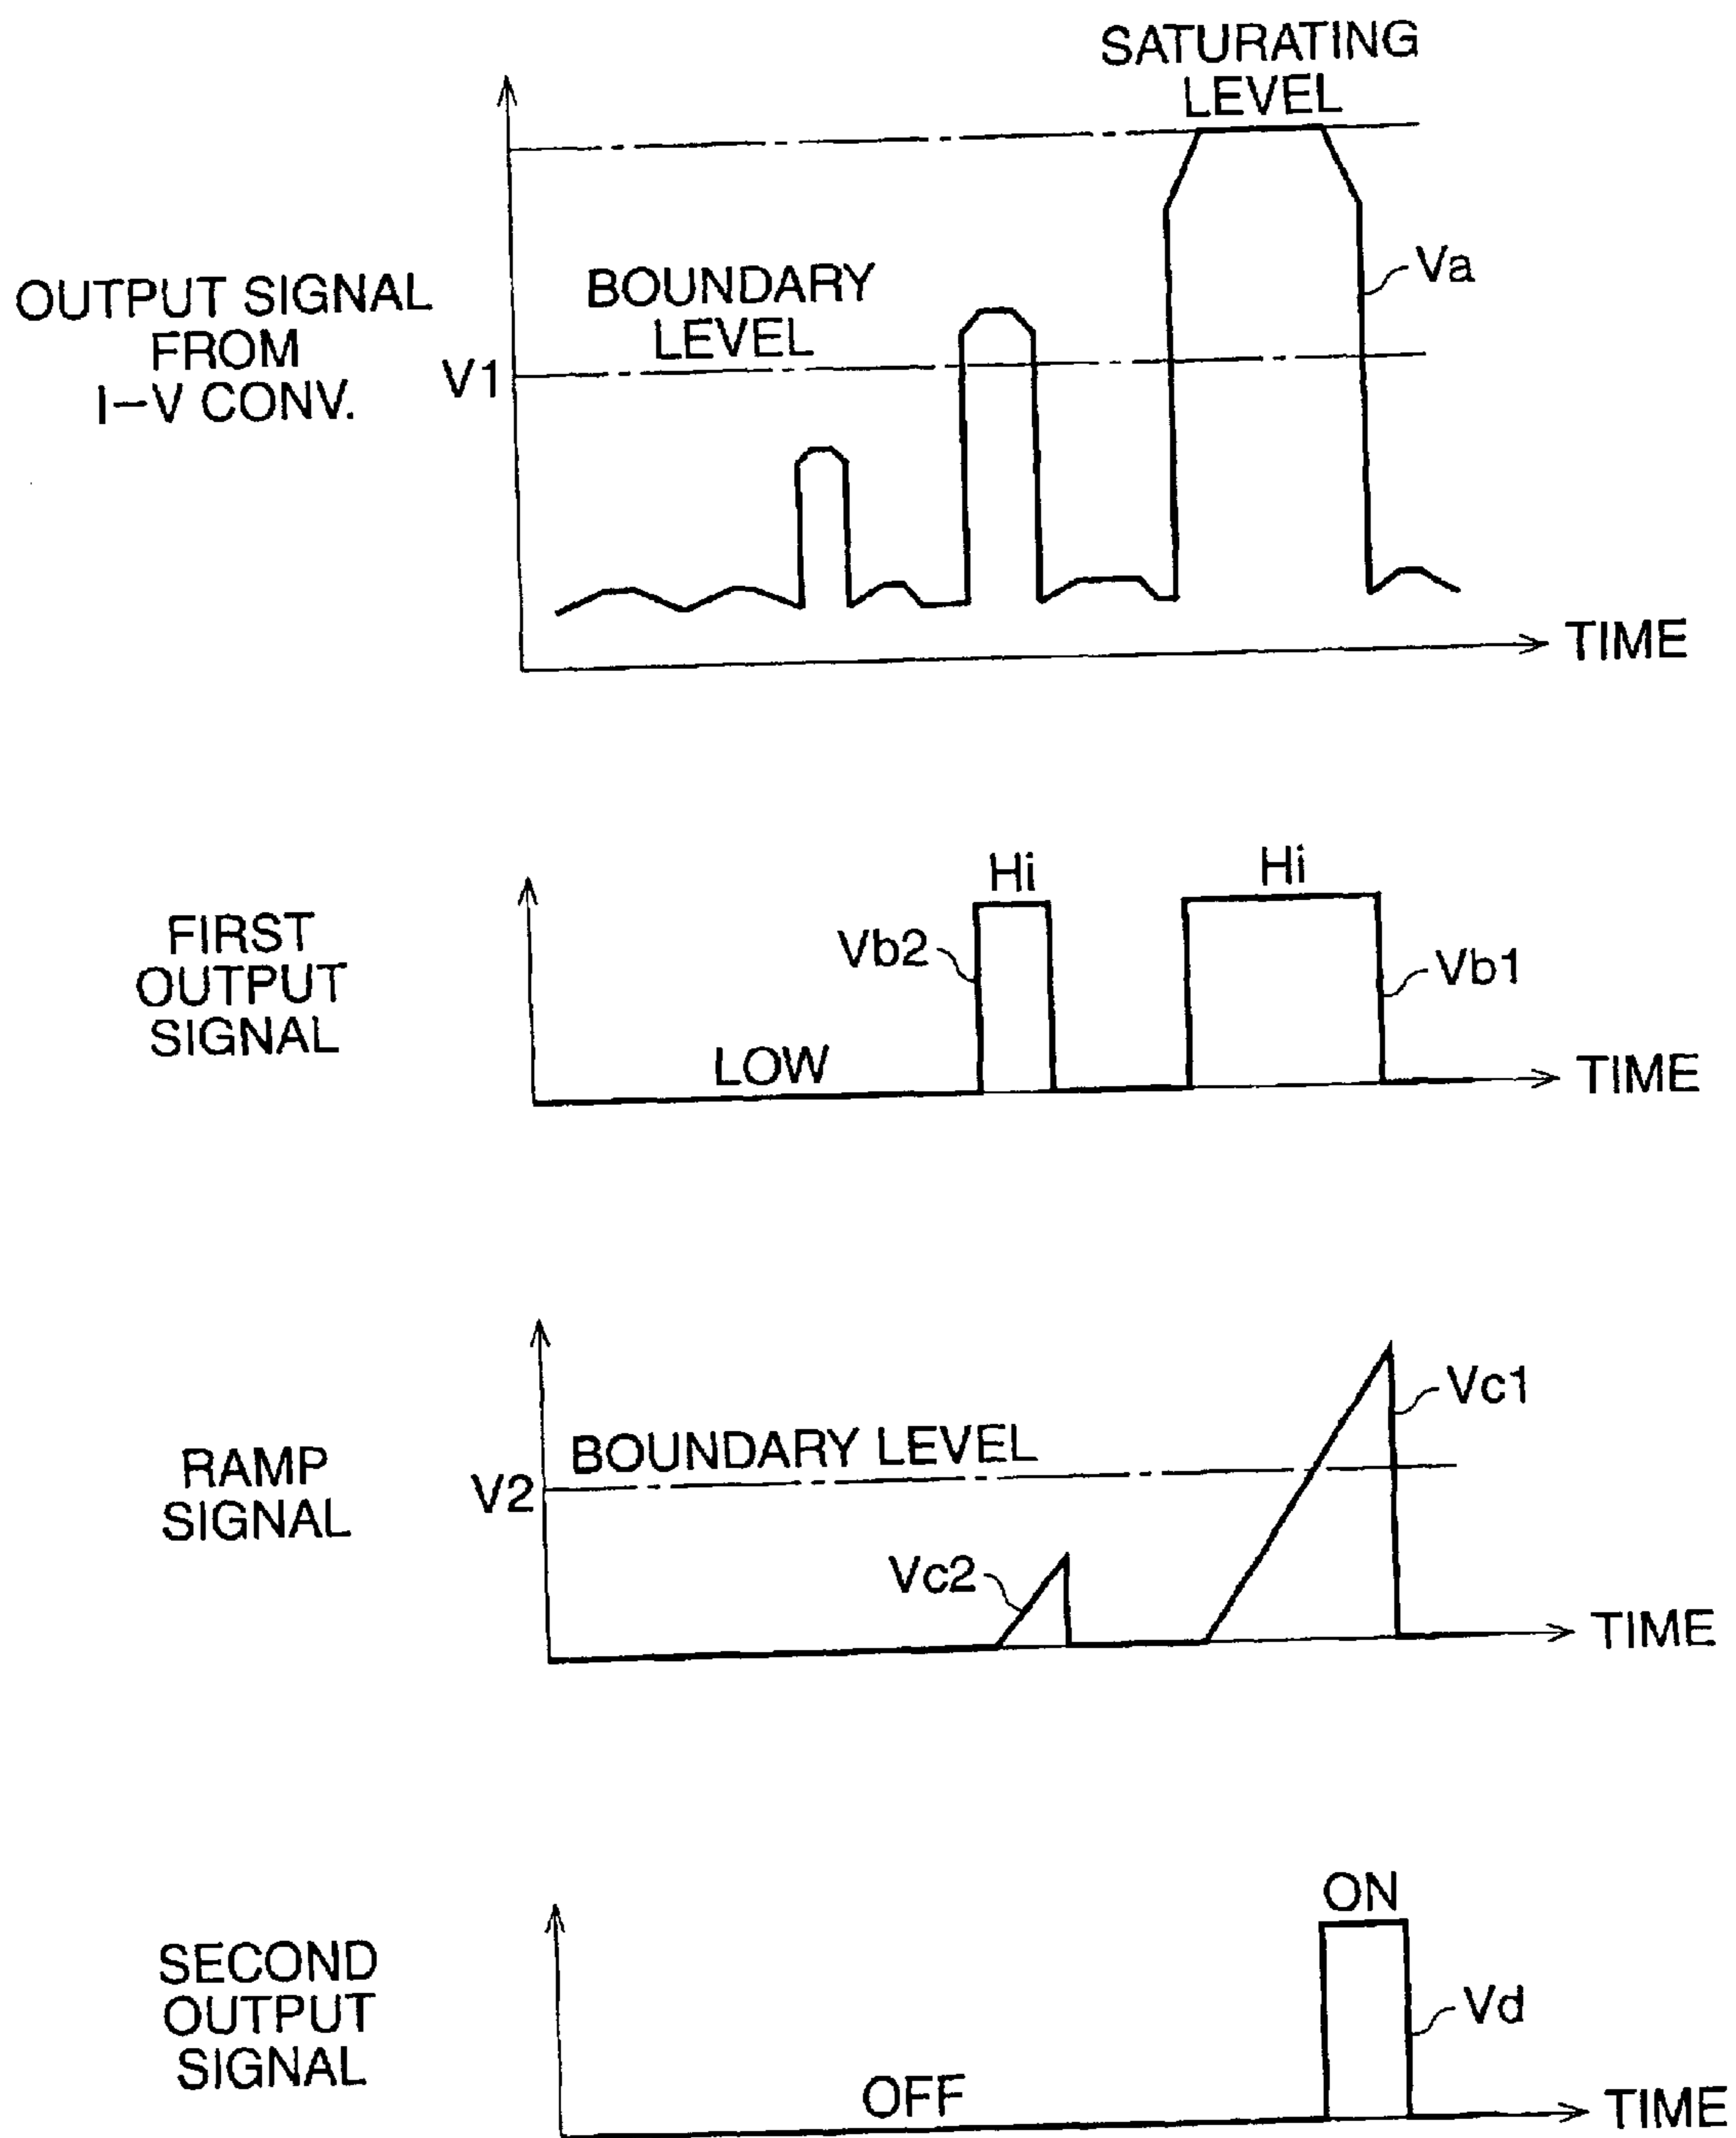 SATURATING
LEVEL
OUTPUT SIGNAL
FROM
I-V CONV.
BOUNDARY
LEVEL
V1
Va
TIME
FIRST
OUTPUT
SIGNAL
Hi
Hi
Vb2
Vb1
LOW
TIME
RAMP
SIGNAL
BOUNDARY LEVEL
V2
Vc1
Vc2
TIME
SECOND
OUTPUT
SIGNAL
ON
Vd
OFF
TIME